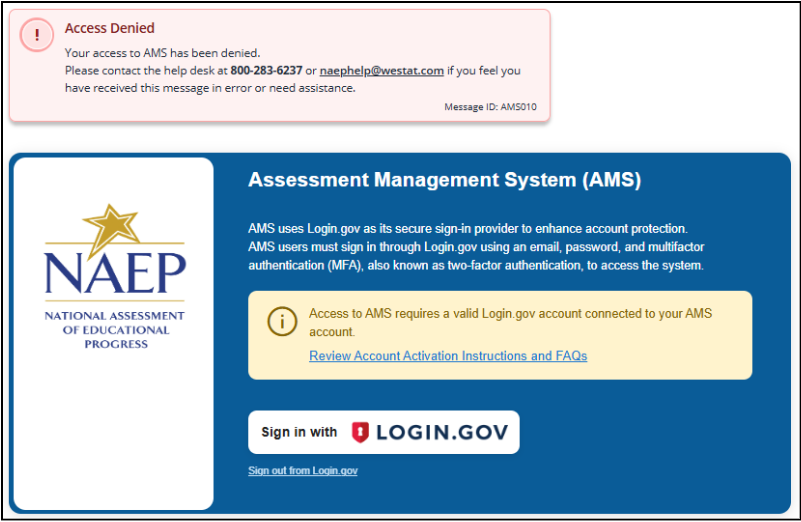 !
Access Denied
Your access to AMS has been denied.
Please contact the help desk at 800-283-6237 or naephelp@westat.com if you feel you
have received this message in error or need assistance.
Message ID: AMS010
NAEP
NATIONAL ASSESSMENT
OF EDUCATIONAL
PROGRESS
Assessment Management System (AMS)
AMS uses Login.gov as its secure sign-in provider to enhance account protection.
AMS users must sign in through Login.gov using an email, password, and multifactor
authentication (MFA), also known as two-factor authentication, to access the system.
i
Access to AMS requires a valid Login.gov account connected to your AMS
account.
Review Account Activation Instructions and FAQs
Sign in with LOGIN.GOV
Sign out from Login.gov